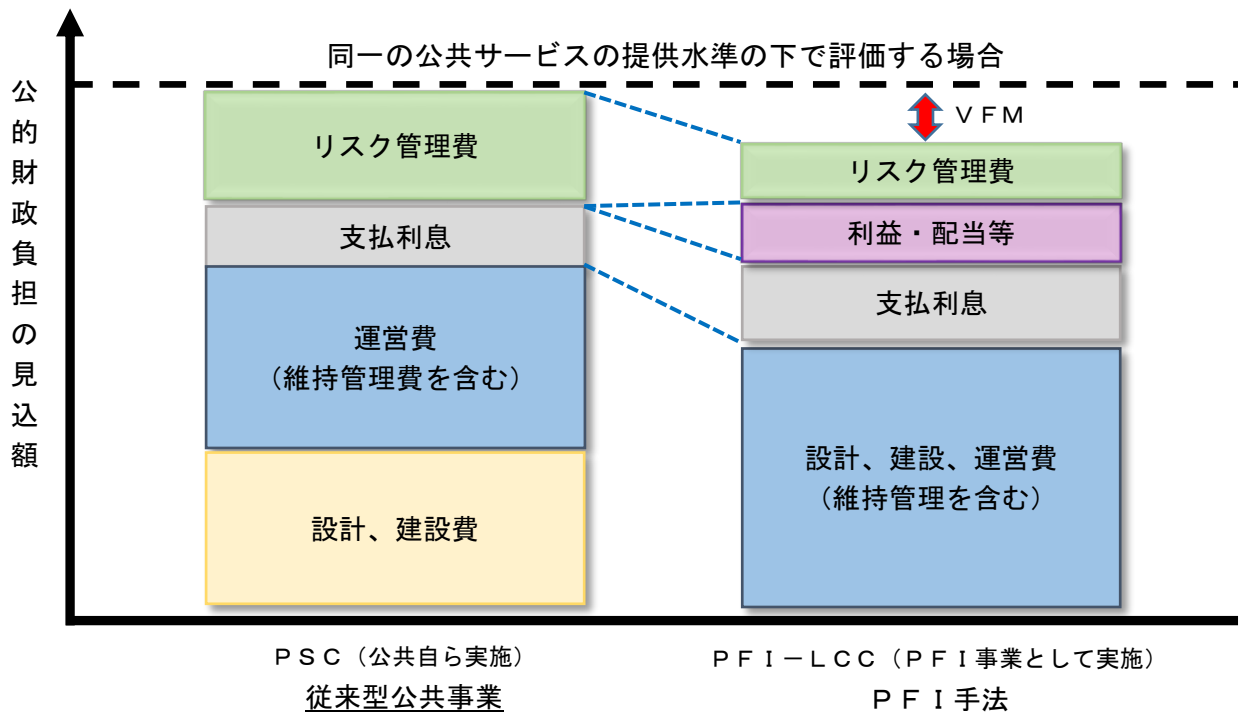 同一の公共サービスの提供水準の下で評価する場合
公的財政負担の見込額
ＶＦＭ
リスク管理費
支払利息
運営費
（維持管理費を含む）
設計、建設費
リスク管理費
利益・配当等
支払利息
設計、建設、運営費
（維持管理を含む）
ＰＳＣ（公共自ら実施）
従来型公共事業
ＰＦＩ－ＬＣＣ（ＰＦＩ事業として実施）
ＰＦＩ手法